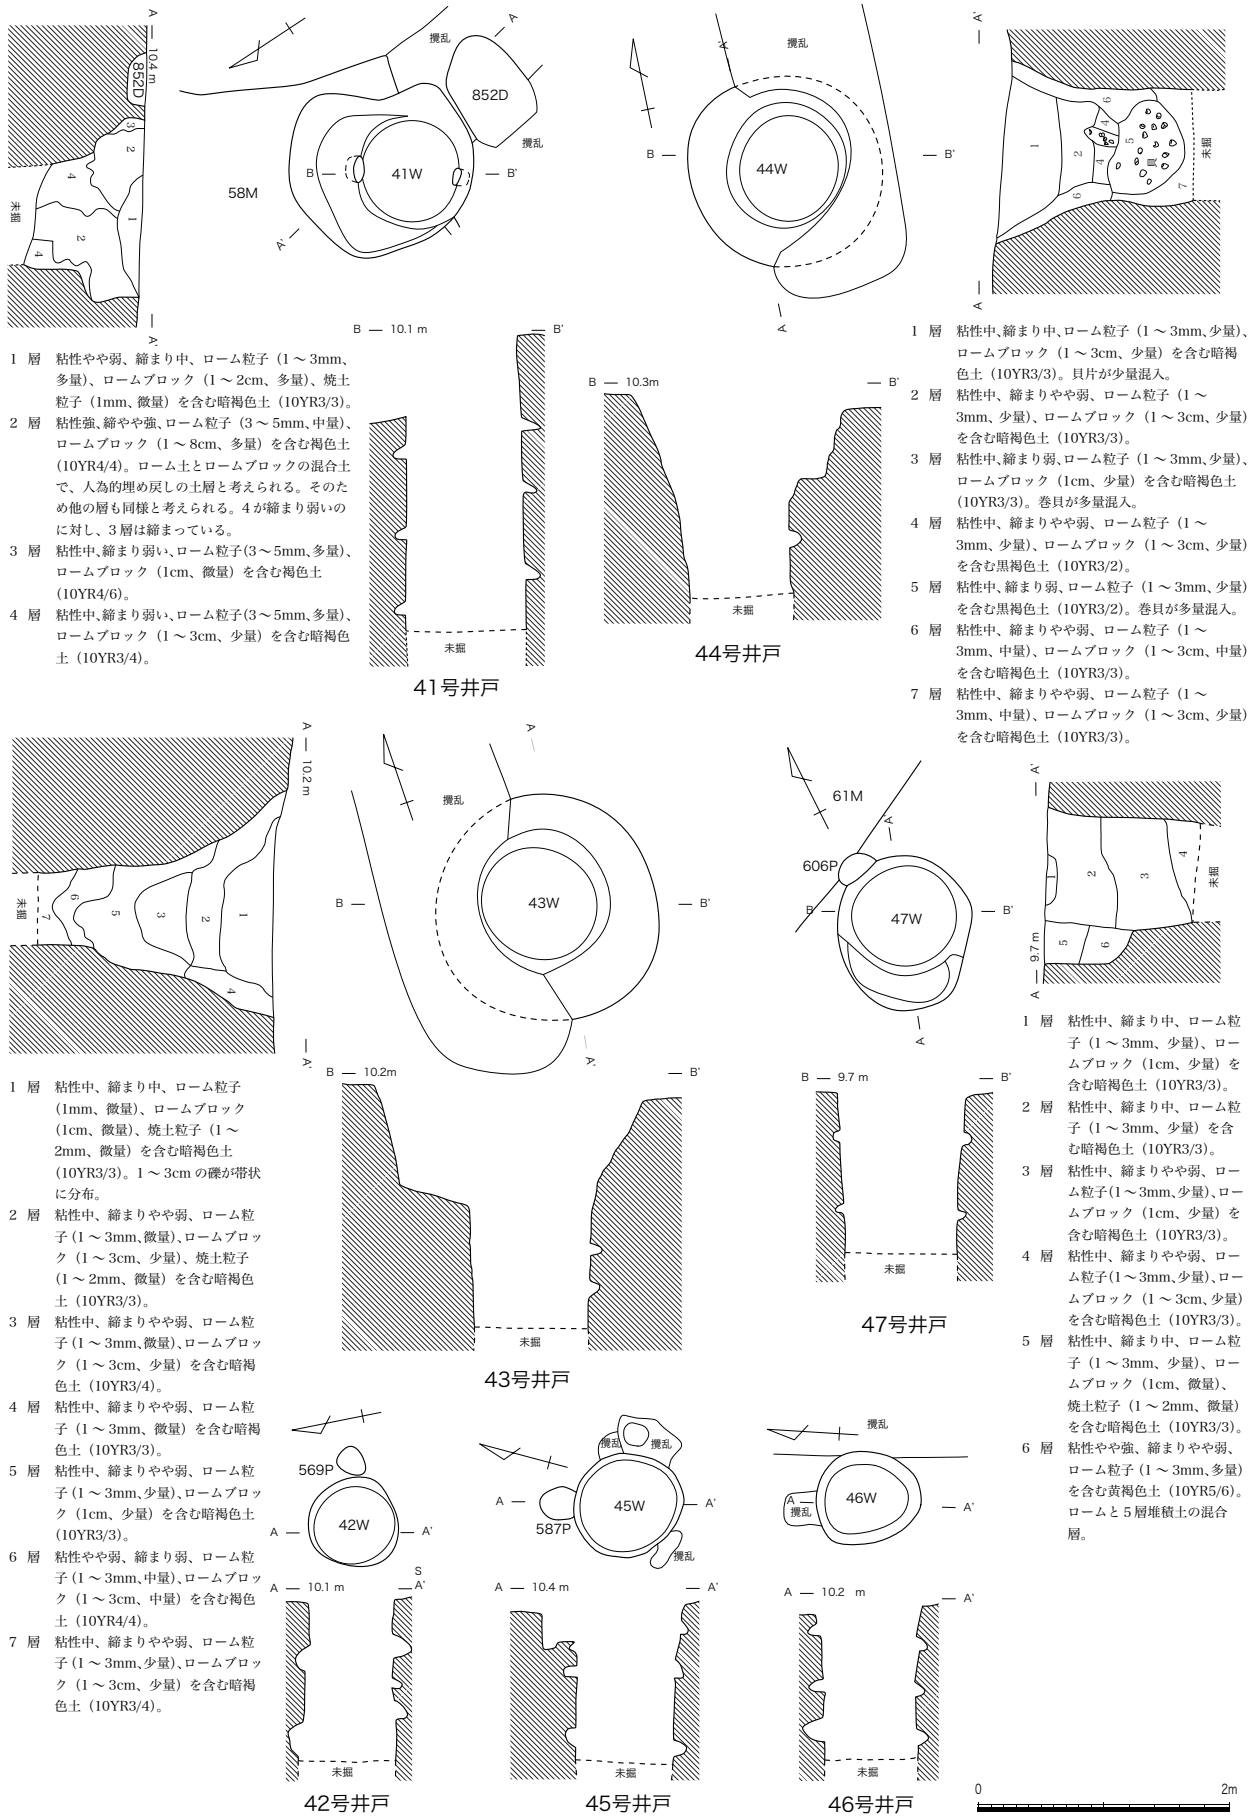 A
10.4 m
852D
3
2
4
1
2
4
未掘
A'
攪乱
A
852D
攪乱
58M
B
41W
B'
A'
A'
攪乱
B
44W
B'
A
A'
1
2
3
4
4
5
6
6
7
貝
未掘
A
1 層 粘性やや弱、締まり中、ローム粒子（1～3mm、
多量）、ロームブロック（1～2cm、多量）、焼土
粒子（1mm、微量）を含む暗褐色土（10YR3/3）。
2 層 粘性強、締やや強、ローム粒子（3～5mm、中量）、
ロームブロック（1～8cm、多量）を含む褐色土
(10YR4/4)。ローム土とロームブロックの混合土
で、人為的埋め戻しの土層と考えられる。そのた
め他の層も同様と考えられる。4が締まり弱いの
に対し、3層は締まっている。
3 層 粘性中、締まり弱い、ローム粒子（3～5mm、多量）、
ロームブロック（1cm、微量）を含む褐色土
(10YR4/6)。
4 層 粘性中、締まり弱い、ローム粒子（3～5mm、多量）、
ロームブロック（1～3cm、少量）を含む暗褐色
土（10YR3/4）。
B 10.1 m B'
未掘
41号井戸
B 10.3m B'
未掘
44号井戸
1 層 粘性中、締まり中、ローム粒子（1～3mm、少量）、
ロームブロック（1～3cm、少量）を含む暗褐
色土（10YR3/3）。貝片が少量混入。
2 層 粘性中、締まりやや弱、ローム粒子（1～
3mm、少量）、ロームブロック（1～3cm、少量）
を含む暗褐色土（10YR3/3）。
3 層 粘性中、締まり弱、ローム粒子（1～3mm、少量）、
ロームブロック（1cm、少量）を含む暗褐色土
(10YR3/3)。巻貝が多量混入。
4 層 粘性中、締まりやや弱、ローム粒子（1～
3mm、少量）、ロームブロック（1～3cm、少量）
を含む黒褐色土（10YR3/2）。
5 層 粘性中、締まり弱、ローム粒子（1～3mm、少量）
を含む黒褐色土（10YR3/2）。巻貝が多量混入。
6 層 粘性中、締まりやや弱、ローム粒子（1～
3mm、中量）、ロームブロック（1～3cm、中量）
を含む暗褐色土（10YR3/3）。
7 層 粘性中、締まりやや弱、ローム粒子（1～
3mm、中量）、ロームブロック（1～3cm、少量）
を含む暗褐色土（10YR3/3）。
A
10.2 m
未掘
7
6
5
3
2
1
4
A'
A
攪乱
B
43W
B'
A'
61M
A'
606P
B
47W
B'
A
A'
1
2
3
4
5
6
未掘
9.7 m
A
1 層 粘性中、締まり中、ローム粒子
（1mm、微量）、ロームブロック
（1cm、微量）、焼土粒子（1～
2mm、微量）を含む暗褐色土
(10YR3/3)。1～3cmの礫が帯状
に分布。
2 層 粘性中、締まりやや弱、ローム粒
子（1～3mm、微量）、ロームブロッ
ク（1～3cm、少量）、焼土粒子
（1～2mm、微量）を含む暗褐色
土（10YR3/3）。
3 層 粘性中、締まりやや弱、ローム粒
子（1～3mm、微量）、ロームブロッ
ク（1～3cm、少量）を含む暗褐
色土（10YR3/4）。
4 層 粘性中、締まりやや弱、ローム粒
子（1～3mm、微量）を含む暗褐
色土（10YR3/3）。
5 層 粘性中、締まりやや弱、ローム粒
子（1～3mm、少量）、ロームブロッ
ク（1cm、少量）を含む暗褐色土
(10YR3/3)。
6 層 粘性やや弱、締まり弱、ローム粒
子（1～3mm、中量）、ロームブロッ
ク（1～3cm、中量）を含む褐色
土（10YR4/4）。
7 層 粘性中、締まりやや弱、ローム粒
子（1～3mm、少量）、ロームブロッ
ク（1～3cm、少量）を含む暗褐
色土（10YR3/4）。
B 10.2m B'
未掘
43号井戸
B 9.7 m B'
未掘
47号井戸
1 層 粘性中、締まり中、ローム粒
子（1～3mm、少量）、ロー
ムブロック（1cm、少量）を
含む暗褐色土（10YR3/3）。
2 層 粘性中、締まり中、ローム粒
子（1～3mm、少量）を含
む暗褐色土（10YR3/3）。
3 層 粘性中、締まりやや弱、ロー
ム粒子（1～3mm、少量）、ロー
ムブロック（1cm、少量）を
含む暗褐色土（10YR3/3）。
4 層 粘性中、締まりやや弱、ロー
ム粒子（1～3mm、少量）、ロー
ムブロック（1～3cm、少量）
を含む暗褐色土（10YR3/3）。
5 層 粘性中、締まり中、ローム粒
子（1～3mm、少量）、ロー
ムブロック（1cm、微量）、
焼土粒子（1～2mm、微量）
を含む暗褐色土（10YR3/3）。
6 層 粘性やや強、締まりやや弱、
ローム粒子（1～3mm、多量）
を含む黄褐色土（10YR5/6）。
ロームと5層堆積土の混合
層。
569P
A
42W
A'
S
A 10.1 m A'
未掘
42号井戸
攪乱
攪乱
A
45W
A'
587P
攪乱
A 10.4 m A'
未掘
45号井戸
攪乱
A
46W
A'
攪乱
A 10.2 m A'
未掘
46号井戸
0 2m